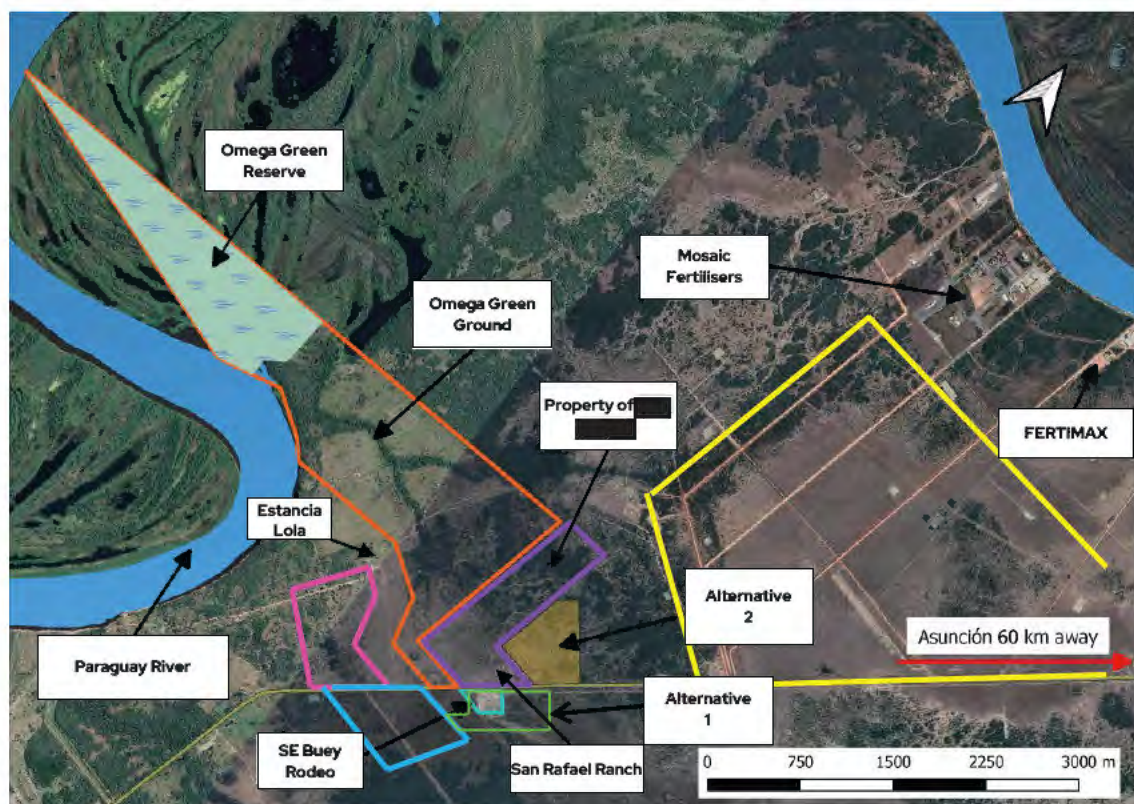 Omega Green
Reserve
Mosaic
Fertilisers
Omega Green
Ground
Property of
FERTIMAX
Estancia
Lola
Alternative
2
Asunción 60 km away
Paraguay River
Alternative
1
SE Buey
Rodeo
San Rafael Ranch
0 750 1500 2250 3000 m